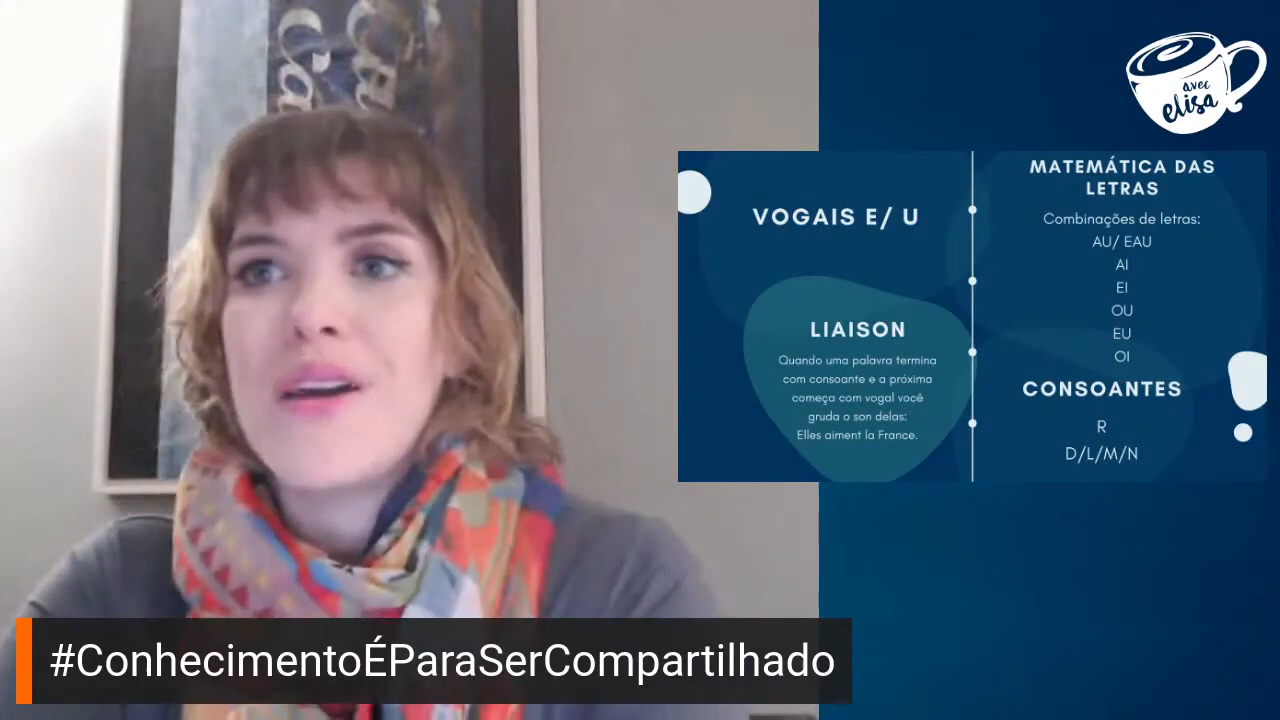 avec
elisa
VOGAIS E/ U
LIAISON
Quando uma palavra termina
com consoante e a próxima
começa com vogal você
gruda o son delas:
Elles aiment la France.
MATEMÁTICA DAS
LETRAS
Combinações de letras:
AU/ EAU
AI
EI
OU
EU
OI
CONSOANTES
R
D/L/M/N
#ConhecimentoÉParaSerCompartilhado